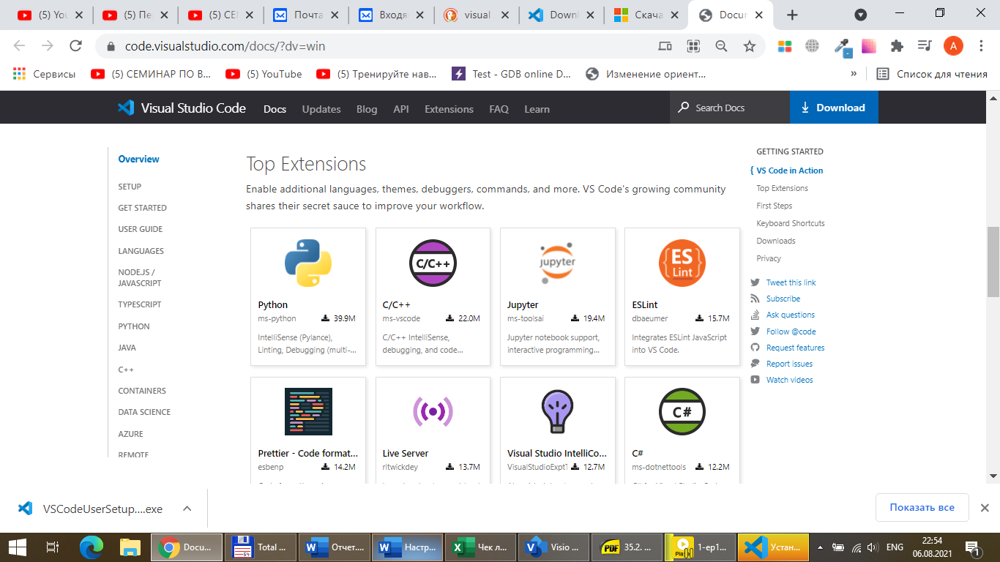 (5) You
(5) Пе
(5) СЕМ
Почта
Входя
visual
Downl
Скача
Docum
code.visualstudio.com/docs/?dv=win
A
Сервисы
(5) СЕМИНАР ПО В...
(5) YouTube
(5) Тренируйте нав...
Test - GDB online D...
Изменение ориент...
»
Список для чтения
Visual Studio Code
Docs
Updates
Blog
API
Extensions
FAQ
Learn
Search Docs
Download
Overview
SETUP
GET STARTED
USER GUIDE
LANGUAGES
NODE.JS /
JAVASCRIPT
TYPESCRIPT
PYTHON
JAVA
C++
CONTAINERS
DATA SCIENCE
AZURE
REMOTE
Top Extensions
Enable additional languages, themes, debuggers, commands, and more. VS Code's growing community
shares their secret sauce to improve your workflow.
Python
ms-python 39.9M
IntelliSense (Pylance),
Linting, Debugging (multi-...
C/C++
C/C++
ms-vscode 22.0M
C/C++ IntelliSense,
debugging, and code...
jupyter
Jupyter
ms-toolsai 19.4M
Jupyter notebook support,
interactive programming...
{ES}
Lint
ESLint
dbaeumer 15.7M
Integrates ESLint JavaScript
into VS Code.
Prettier - Code format...
esbenp 14.2M
Live Server
ritwickdey 13.7M
Visual Studio IntelliCo...
VisualStudioExptT 12.7M
C#
C#
ms-dotnettools 12.2M
GETTING STARTED
{ VS Code in Action
Top Extensions
First Steps
Keyboard Shortcuts
Downloads
Privacy
Tweet this link
Subscribe
Ask questions
Follow @code
Request features
Report issues
Watch videos
VSCodeUserSetup....exe
Показать все
Docu...
Total ...
Отчет....
Настр...
Чек л...
Visio ...
PDF
35.2. ...
1-ep1...
Устан...
ENG
22:54
06.08.2021
1